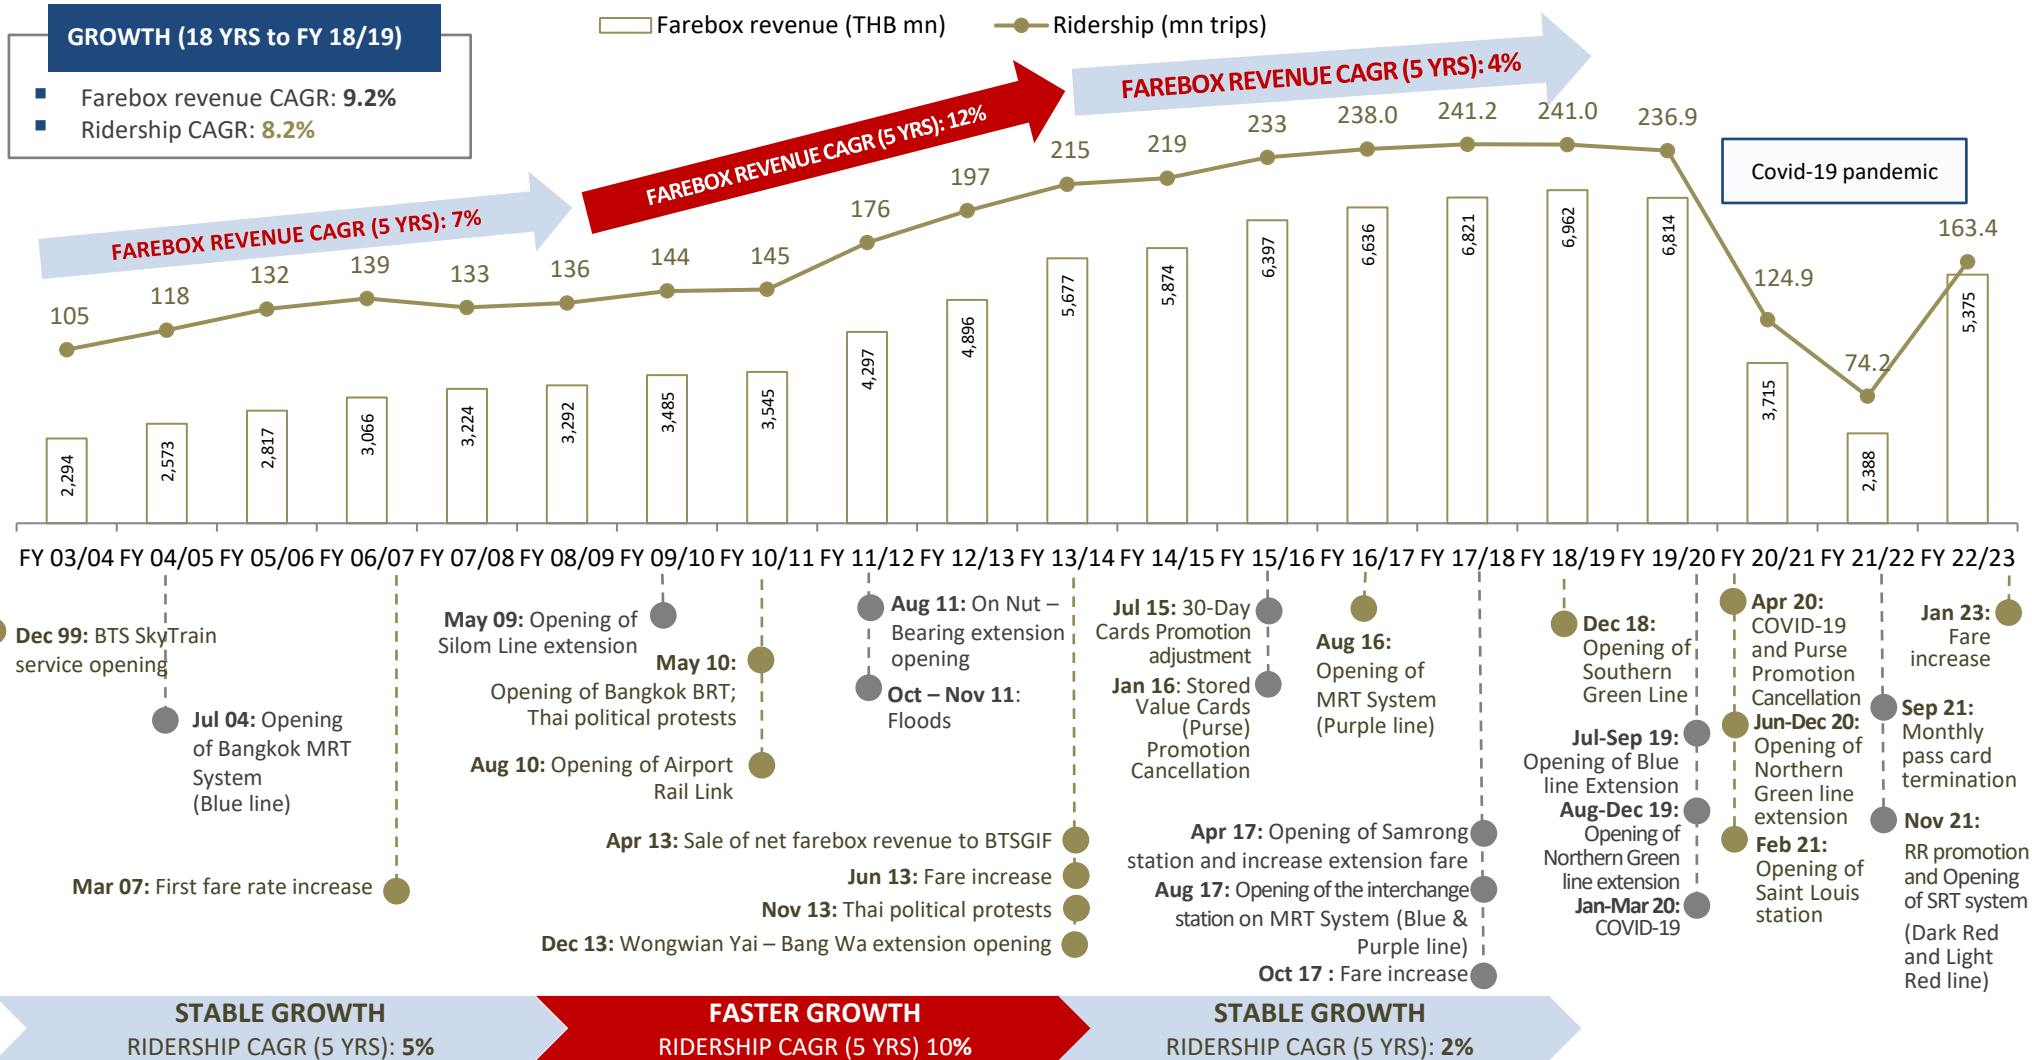 GROWTH (18 YRS to FY 18/19)
▪ Farebox revenue CAGR: 9.2%
▪ Ridership CAGR: 8.2%
Farebox revenue (THB mn)
Ridership (mn trips)
FAREBOX REVENUE CAGR (5 YRS): 7%
FAREBOX REVENUE CAGR (5 YRS): 12%
FAREBOX REVENUE CAGR (5 YRS): 4%
Covid-19 pandemic
105
118
132
139
133
136
144
145
176
197
215
219
233
238.0
241.2
241.0
236.9
124.9
74.2
163.4
2,294
2,573
2,817
3,066
3,224
3,292
3,485
3,545
4,297
4,896
5,677
5,874
6,397
6,636
6,821
6,962
6,814
3,715
2,388
5,375
FY 03/04 FY 04/05 FY 05/06 FY 06/07 FY 07/08 FY 08/09 FY 09/10 FY 10/11 FY 11/12 FY 12/13 FY 13/14 FY 14/15 FY 15/16 FY 16/17 FY 17/18 FY 18/19 FY 19/20 FY 20/21 FY 21/22 FY 22/23
Dec 99: BTS SkyTrain
service opening
Jul 04: Opening
of Bangkok MRT
System
(Blue line)
Mar 07: First fare rate increase
May 09: Opening of
Silom Line extension
May 10:
Opening of Bangkok BRT;
Thai political protests
Aug 10: Opening of Airport
Rail Link
Aug 11: On Nut –
Bearing extension
opening
Oct – Nov 11:
Floods
Apr 13: Sale of net farebox revenue to BTSGIF
Jun 13: Fare increase
Nov 13: Thai political protests
Dec 13: Wongwian Yai – Bang Wa extension opening
Jul 15: 30-Day
Cards Promotion
adjustment
Jan 16: Stored
Value Cards
(Purse)
Promotion
Cancellation
Aug 16:
Opening of
MRT System
(Purple line)
Apr 17: Opening of Samrong
station and increase extension fare
Aug 17: Opening of the interchange
station on MRT System (Blue &
Purple line)
Oct 17 : Fare increase
Dec 18:
Opening of
Southern
Green Line
Jul-Sep 19:
Opening of Blue
line Extension
Aug-Dec 19:
Opening of
Northern Green
line extension
Jan-Mar 20:
COVID-19
Apr 20:
COVID-19
and Purse
Promotion
Cancellation
Jun-Dec 20:
Opening of
Northern
Green line
extension
Feb 21:
Opening of
Saint Louis
station
Sep 21:
Monthly
pass card
termination
Nov 21:
RR promotion
and Opening
of SRT system
(Dark Red
and Light
Red line)
Jan 23:
Fare
increase
STABLE GROWTH
RIDERSHIP CAGR (5 YRS): 5%
FASTER GROWTH
RIDERSHIP CAGR (5 YRS) 10%
STABLE GROWTH
RIDERSHIP CAGR (5 YRS): 2%